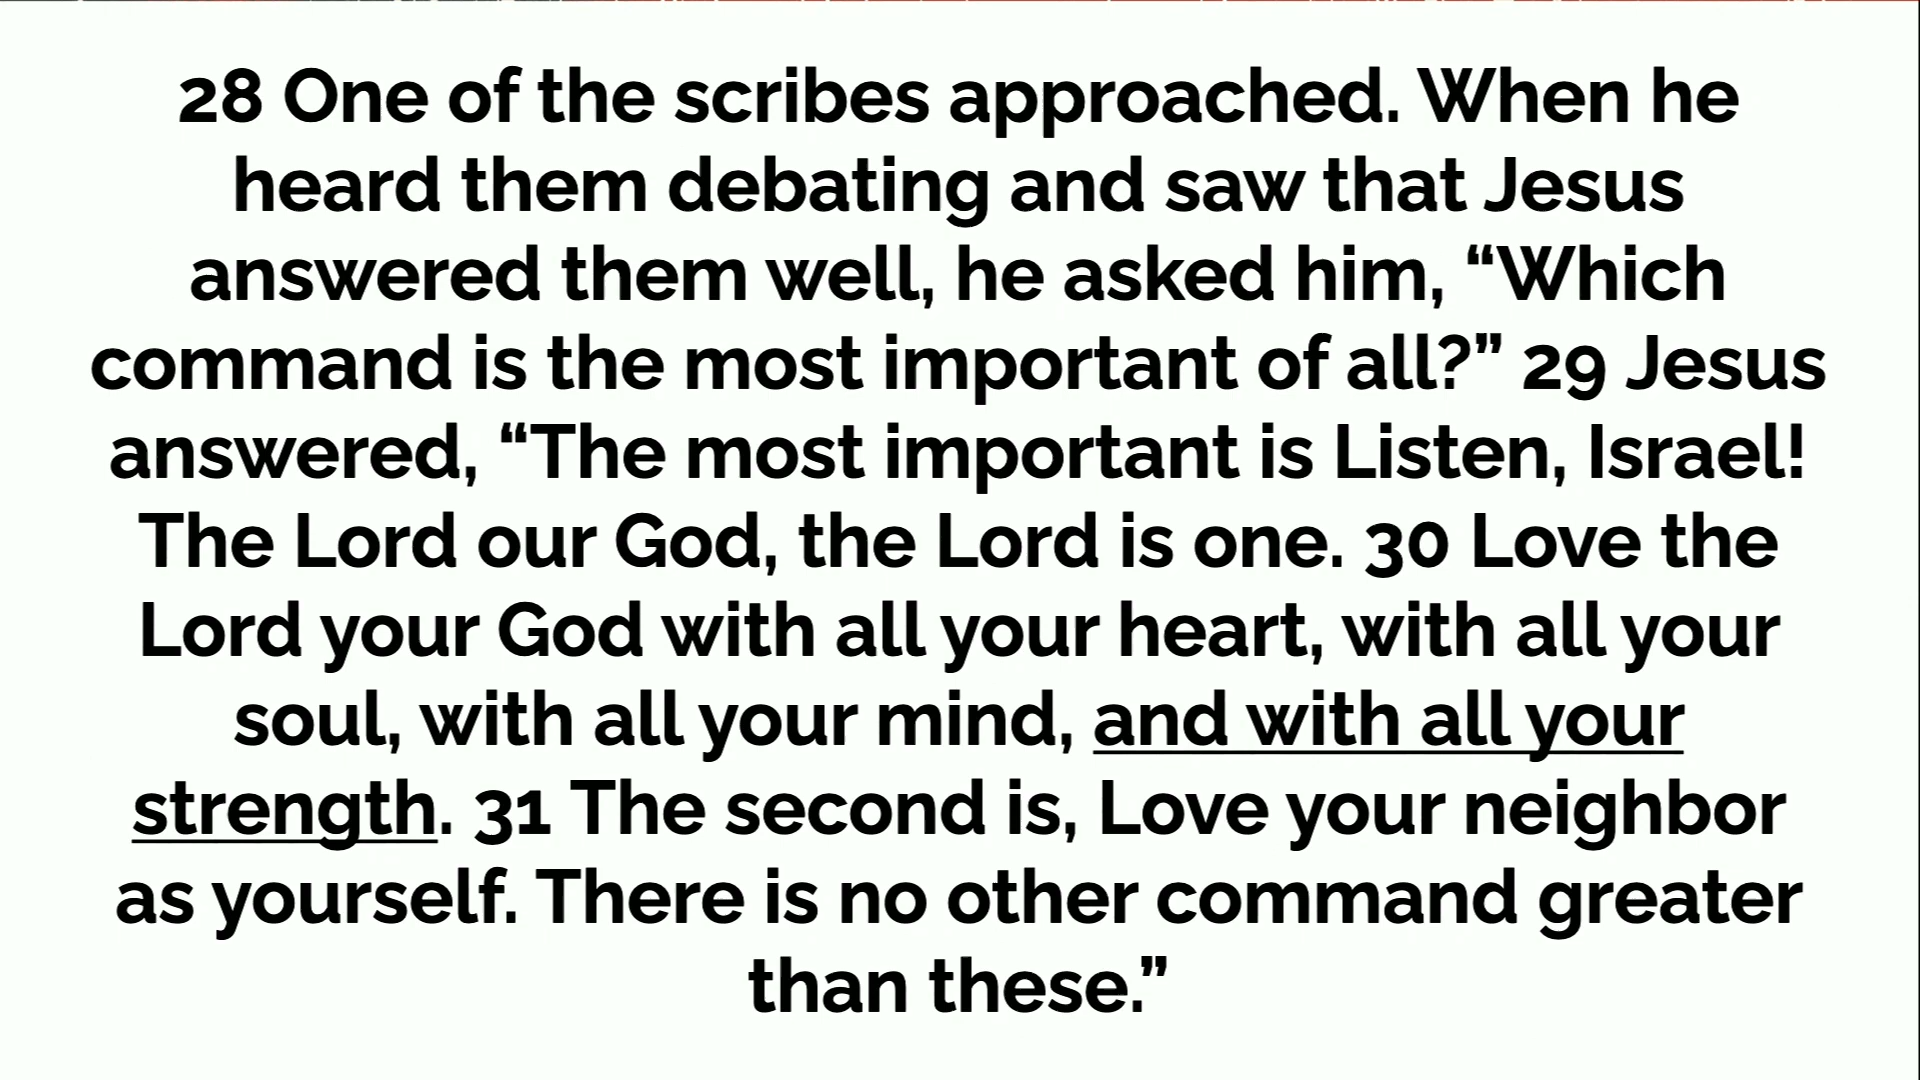 28 One of the scribes approached. When he
heard them debating and saw that Jesus
answered them well, he asked him, “Which
command is the most important of all?” 29 Jesus
answered, “The most important is Listen, Israel!
The Lord our God, the Lord is one. 30 Love the
Lord your God with all your heart, with all your
soul, with all your mind, and with all your
strength. 31 The second is, Love your neighbor
as yourself. There is no other command greater
than these.”